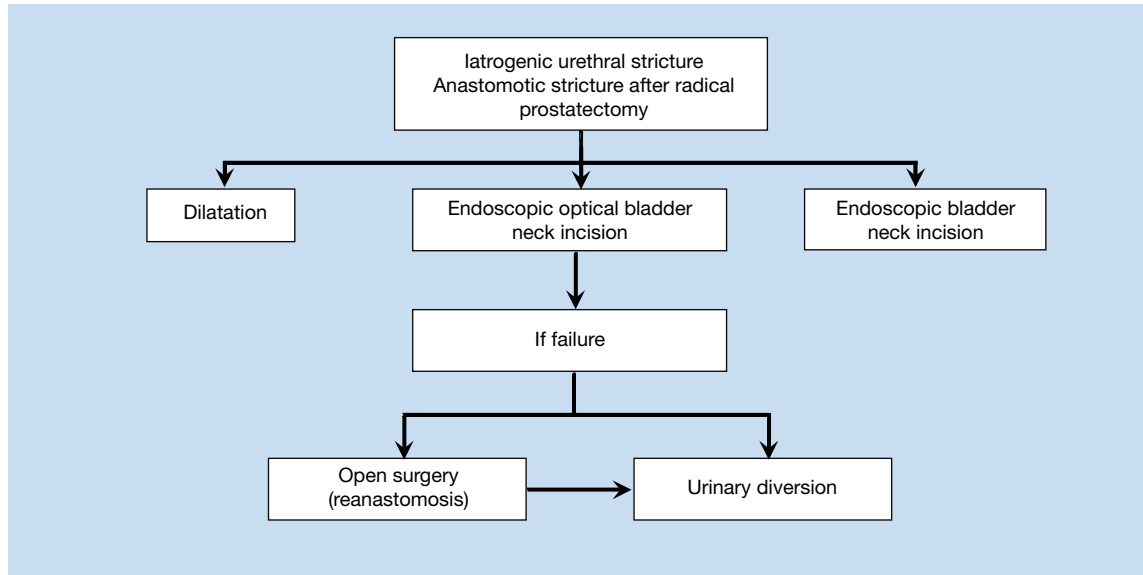 Iatrogenic urethral stricture
Anastomotic stricture after radical
prostatectomy
Dilatation
Endoscopic optical bladder
neck incision
Endoscopic bladder
neck incision
If failure
Open surgery
(reanastomosis)
Urinary diversion